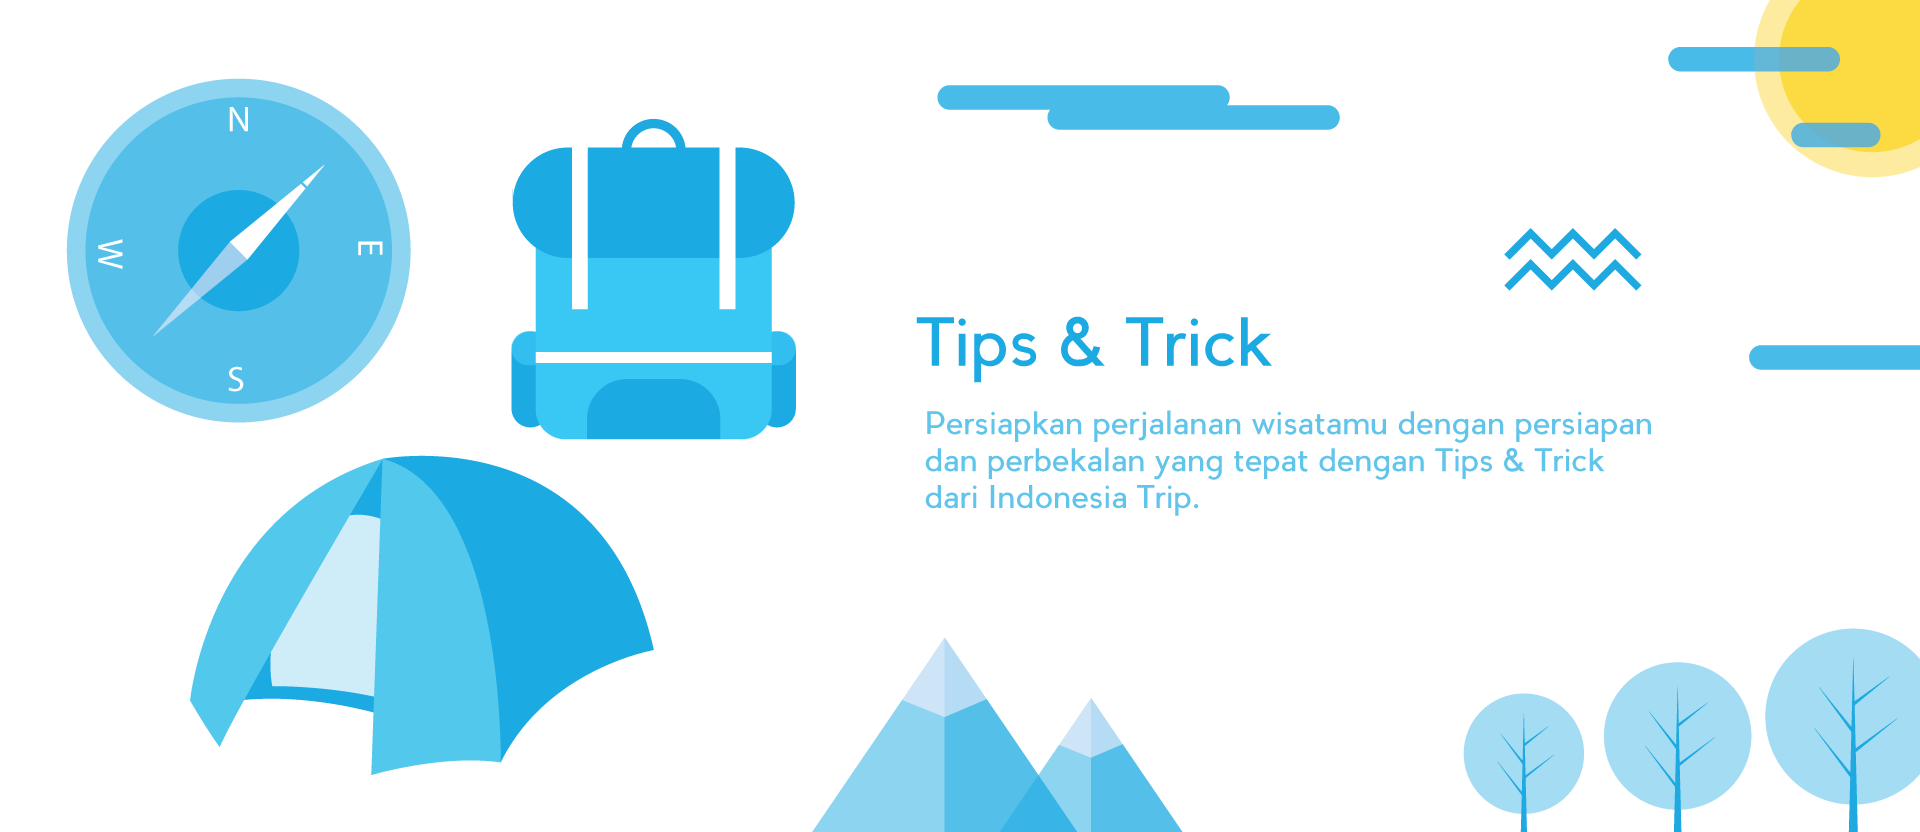 N
W
E
S
Tips & Trick
Persiapkan perjalanan wisatamu dengan persiapan
dan perbekalan yang tepat dengan Tips & Trick
dari Indonesia Trip.